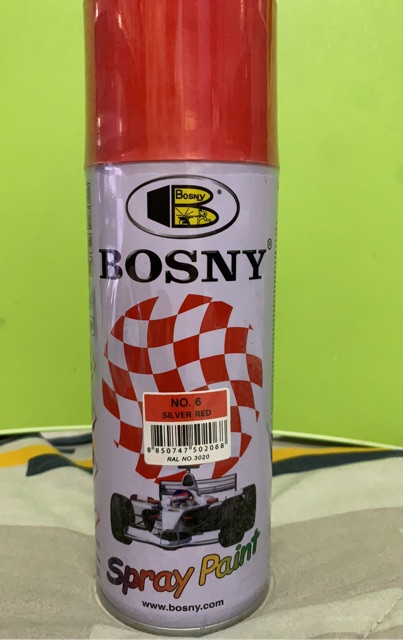 BOSNY
BOSNY®
NO. 6
SILVER RED
8 850747 502068
RAL NO.3020
Spray Paint
www.bosny.com